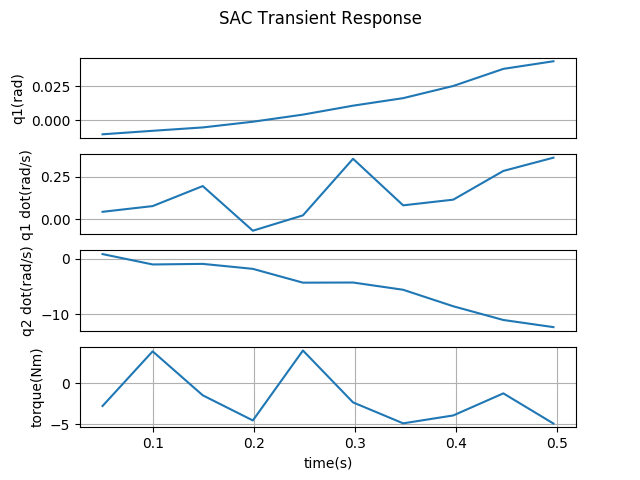 SAC Transient Response
q1(rad)
0.025
0.000
q1 dot(rad/s)
0.25
0.00
q2 dot(rad/s)
0
−10
torque(Nm)
0
−5
0.1 0.2 0.3 0.4 0.5
time(s)